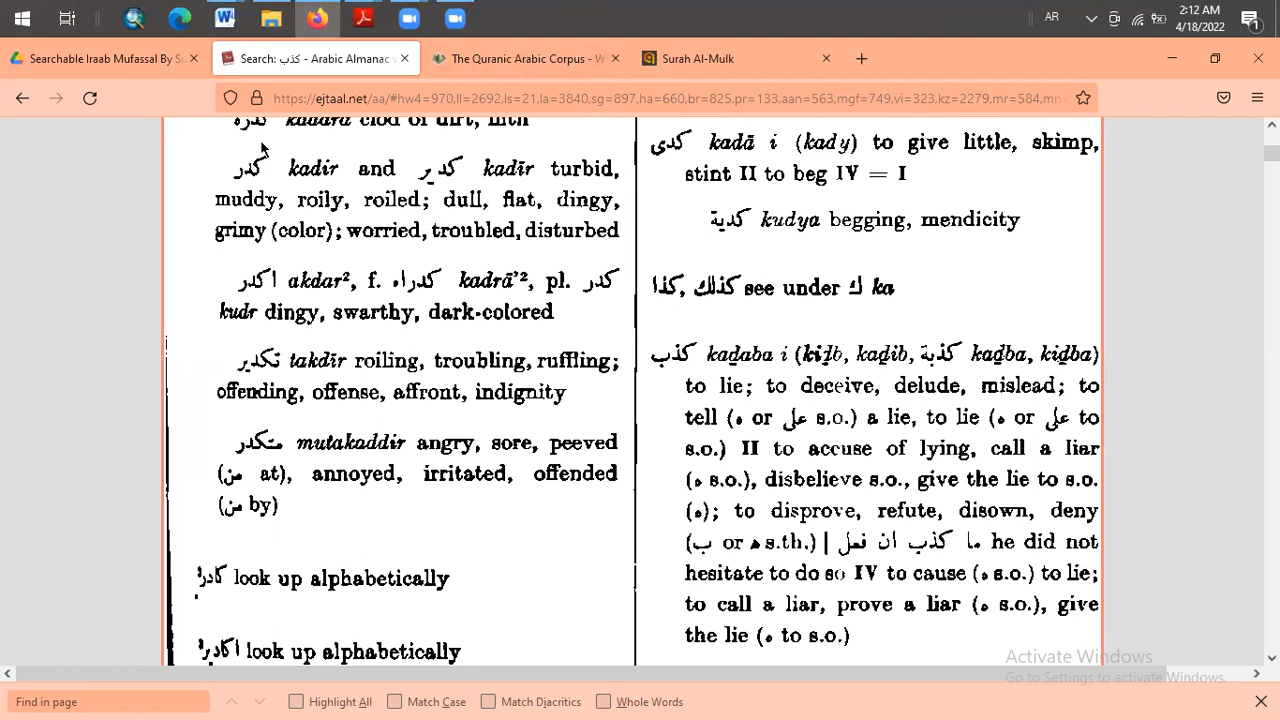 AR
2:12 AM
4/18/2022
Searchable Iraab Mufassal By Su
Search: كذب - Arabic Almanac v
The Quranic Arabic Corpus - W
Surah Al-Mulk
https://ejtaal.net/aa/#hw4=970,ll=2692,ls=21,la=3840,sg=897,ha=660,br=825,pr=133,aan=563,mgf=749,vi=323,kz=2279,mr=584,mn=
كدرة kadara clod of dirt, filth
كدر kadir and كدير kadīr turbid,
muddy, roily, roiled; dull, flat, dingy,
grimy (color); worried, troubled, disturbed
اكدر akdar², f. كدراء kadrā'², pl. كدر
kudr dingy, swarthy, dark-colored
تكدير takdīr roiling, troubling, ruffling;
offending, offense, affront, indignity
متكدر mutakaddir angry, sore, peeved
(من at), annoyed, irritated, offended
(من by)
كادر¹ look up alphabetically
اكادر¹ look up alphabetically
كدى kadā i (kady) to give little, skimp,
stint II to beg IV = I
كدية kudya begging, mendicity
كذا, كذلك see under ك ka
كذب kaḏaba i (kiḏb, kaḏib, كذبة kaḏba, kiḏba)
to lie; to deceive, delude, mislead; to
tell (ه or على s.o.) a lie, to lie (ه or على to
s.o.) II to accuse of lying, call a liar
(ه s.o.), disbelieve s.o., give the lie to s.o.
(ه); to disprove, refute, disown, deny
(ب or ه s.th.) | ما كذب ان فعل he did not
hesitate to do so IV to cause (ه s.o.) to lie;
to call a liar, prove a liar (ه s.o.), give
the lie (ه to s.o.)
Activate Windows
Go to Settings to activate Windows.
Find in page
Highlight All
Match Case
Match Diacritics
Whole Words